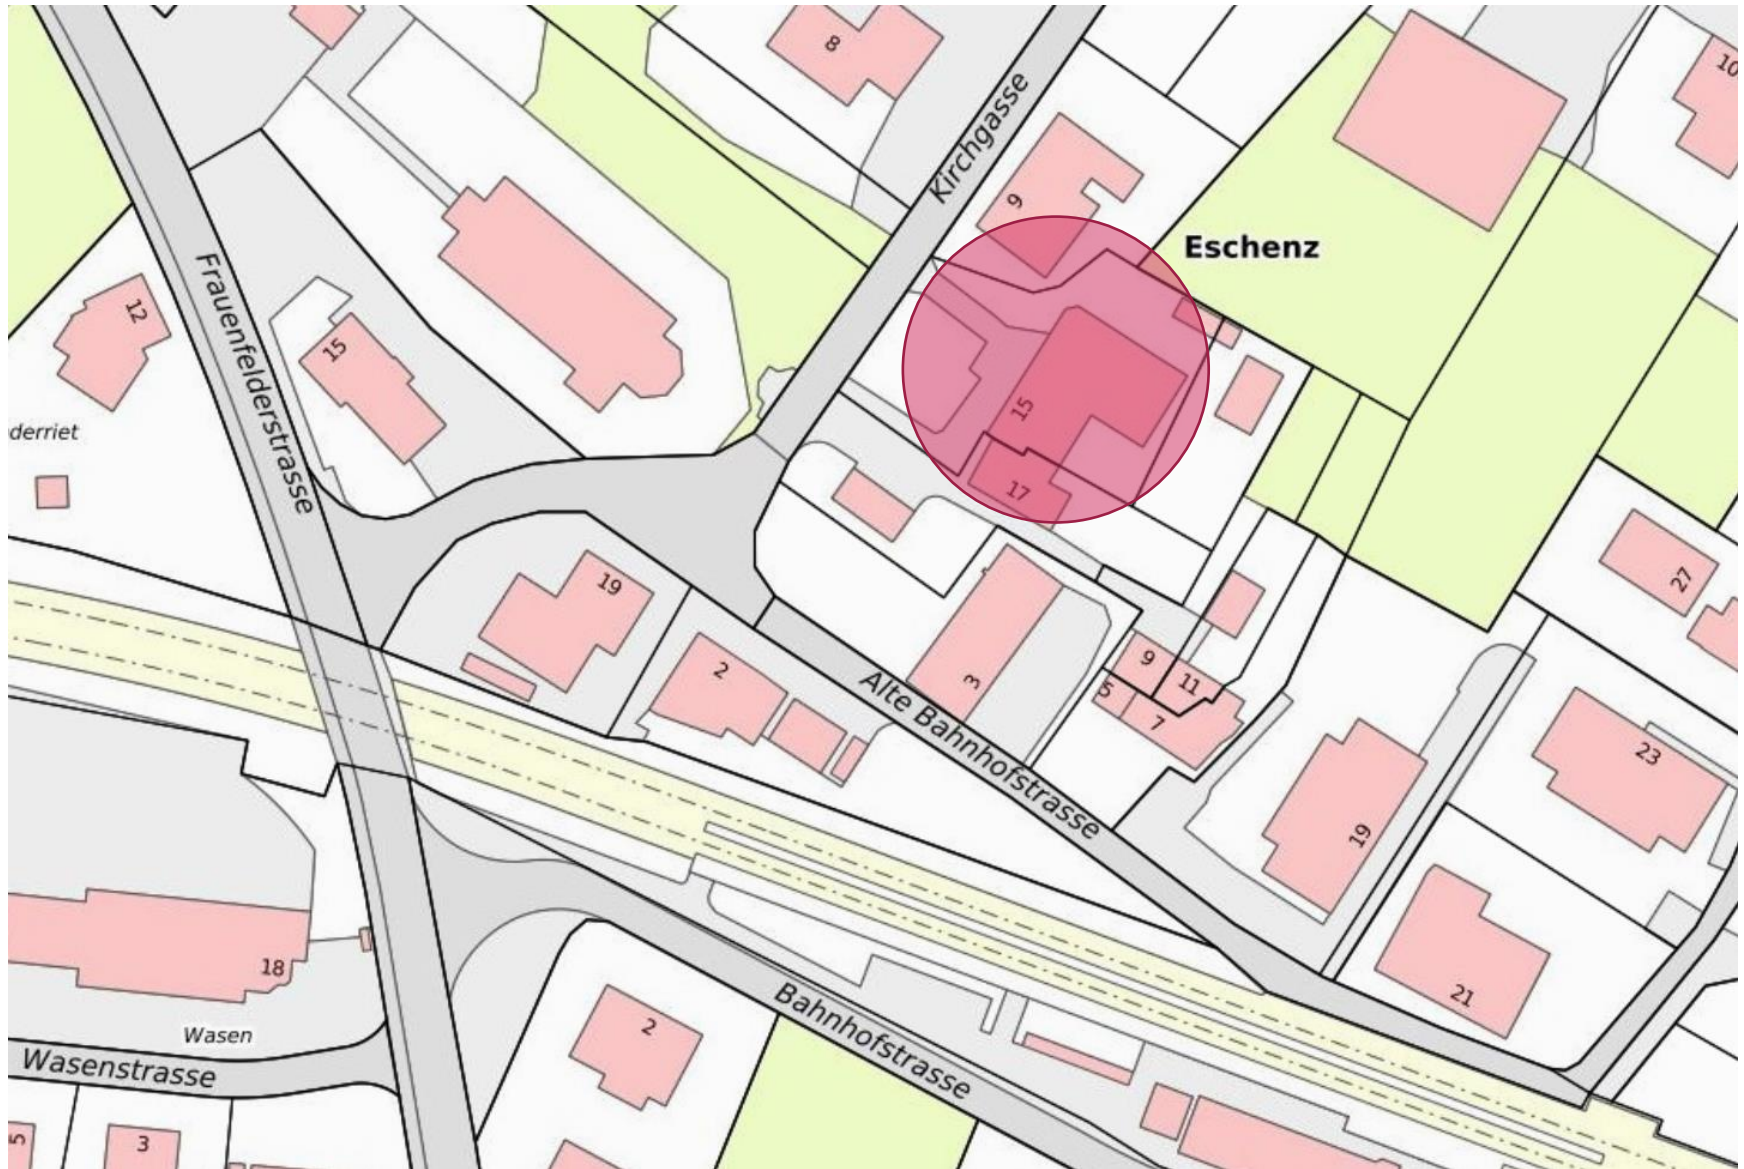 8
10
Kirchgasse
9
Eschenz
Frauenfelderstrasse
12
15
15
derriet
17
19
27
2
9
11
3
5
7
Alte Bahnhofstrasse
23
19
18
21
Wasen
Bahnhofstrasse
2
Wasenstrasse
5
3